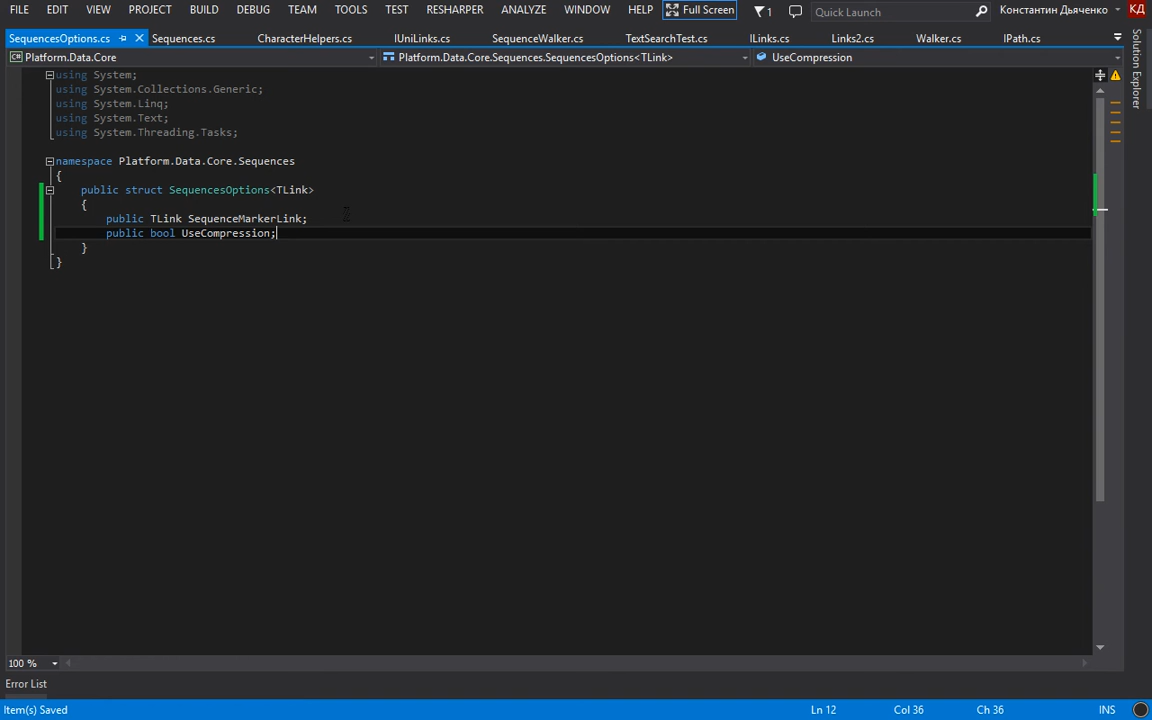 FILE EDIT VIEW PROJECT BUILD DEBUG TEAM TOOLS TEST RESHARPER ANALYZE WINDOW HELP Full Screen 1 Quick Launch Константин Дьяченко КД
SequencesOptions.cs Sequences.cs CharacterHelpers.cs IUniLinks.cs SequenceWalker.cs TextSearchTest.cs ILinks.cs Links2.cs Walker.cs IPath.cs
C# Platform.Data.Core Platform.Data.Core.Sequences.SequencesOptions<TLink> UseCompression
Solution Explorer
using System;
using System.Collections.Generic;
using System.Linq;
using System.Text;
using System.Threading.Tasks;
namespace Platform.Data.Core.Sequences
{
public struct SequencesOptions<TLink>
{
public TLink SequenceMarkerLink;
public bool UseCompression;
}
}
100 %
Error List
Item(s) Saved Ln 12 Col 36 Ch 36 INS